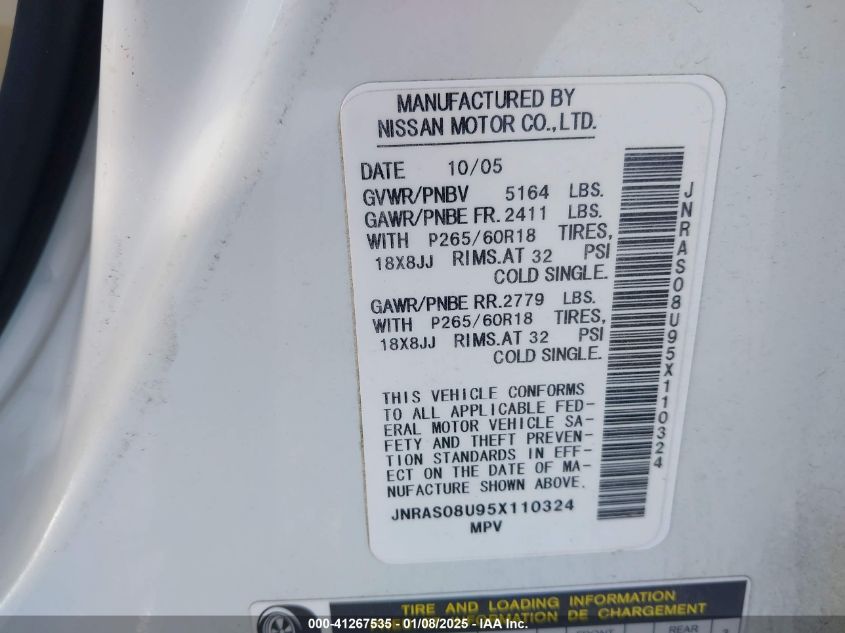 MANUFACTURED BY
NISSAN MOTOR CO.,LTD.
DATE 10/05
GVWR/PNBV 5164 LBS.
GAWR/PNBE FR. 2411 LBS.
WITH P265/60R18 TIRES,
18X8JJ RIMS.AT 32 PSI
COLD SINGLE.
GAWR/PNBE RR. 2779 LBS.
WITH P265/60R18 TIRES,
18X8JJ RIMS.AT 32 PSI
COLD SINGLE.
THIS VEHICLE CONFORMS
TO ALL APPLICABLE FED-
ERAL MOTOR VEHICLE SA-
FETY AND THEFT PREVEN-
TION STANDARDS IN EFF-
ECT ON THE DATE OF MA-
NUFACTURE SHOWN ABOVE.
JNRAS08U95X110324
MPV
JNRAS08U95X110324
TIRE AND LOADING INFORMATION
DE CHARGEMENT
REAR
000-41267535 - 01/08/2025 - IAA Inc.